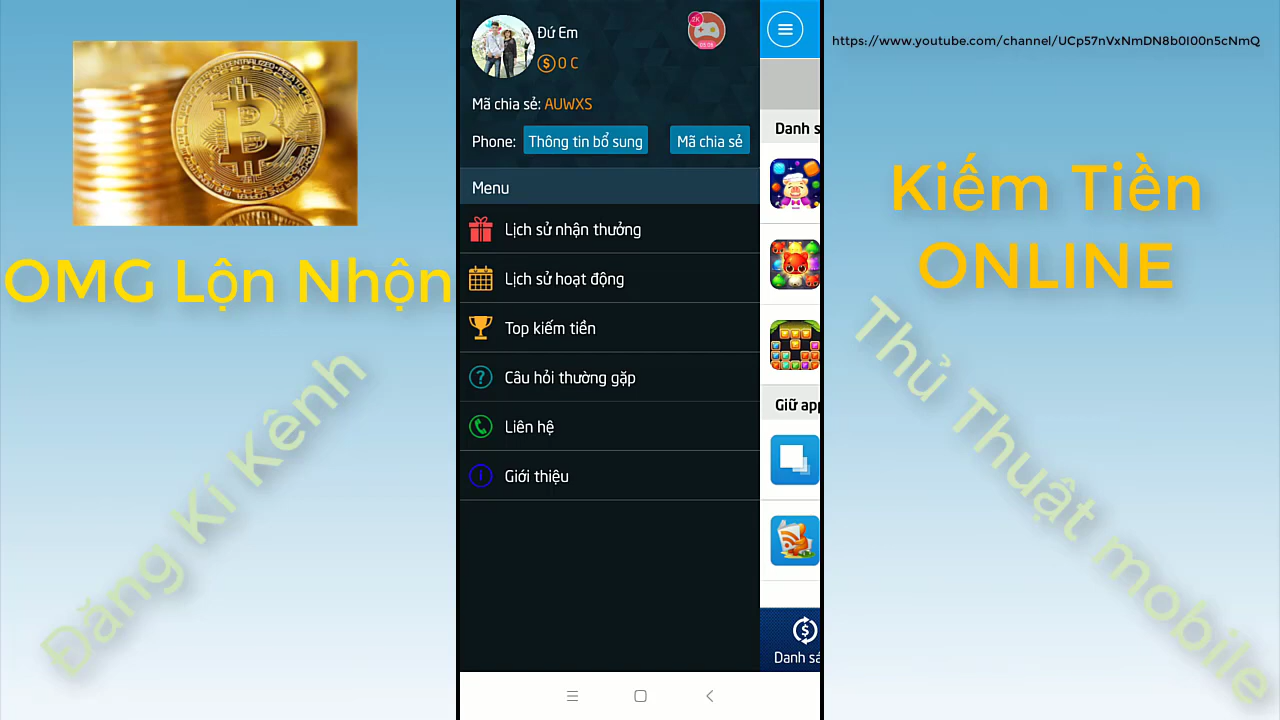 OMG Lộn Nhộn
Đăng Kí Kênh
Đứ Em
0 C
Mã chia sẻ: AUWXS
Phone: Thông tin bổ sung Mã chia sẻ
Menu
Lịch sử nhận thưởng
Lịch sử hoạt động
Top kiếm tiền
Câu hỏi thường gặp
Liên hệ
Giới thiệu
Danh s
Giữ app
Danh sá
https://www.youtube.com/channel/UCp57nVxNmDN8b0I00n5cNmQ
Kiếm Tiền
ONLINE
Thủ Thuật mobile